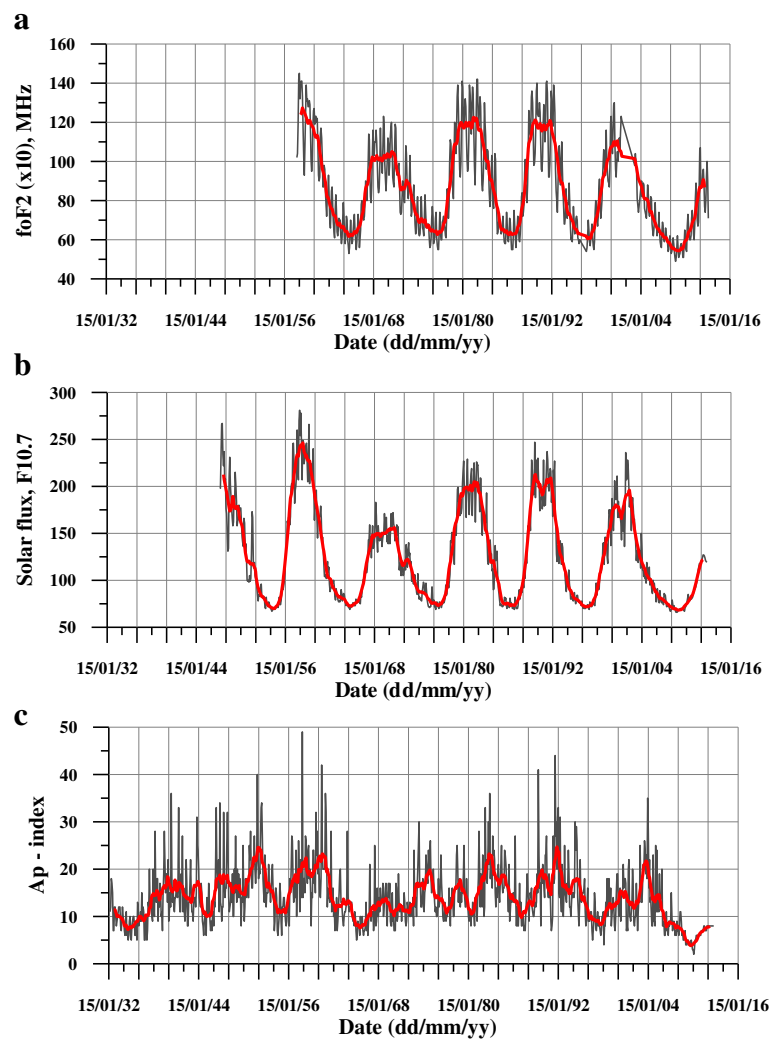 a
160
140
120
100
80
60
40
foF2 (x10), MHz
15/01/32 15/01/44 15/01/56 15/01/68 15/01/80 15/01/92 15/01/04 15/01/16
Date (dd/mm/yy)
b
300
250
200
150
100
50
Solar flux, F10.7
15/01/32 15/01/44 15/01/56 15/01/68 15/01/80 15/01/92 15/01/04 15/01/16
Date (dd/mm/yy)
c
50
40
30
20
10
0
Ap - index
15/01/32 15/01/44 15/01/56 15/01/68 15/01/80 15/01/92 15/01/04 15/01/16
Date (dd/mm/yy)